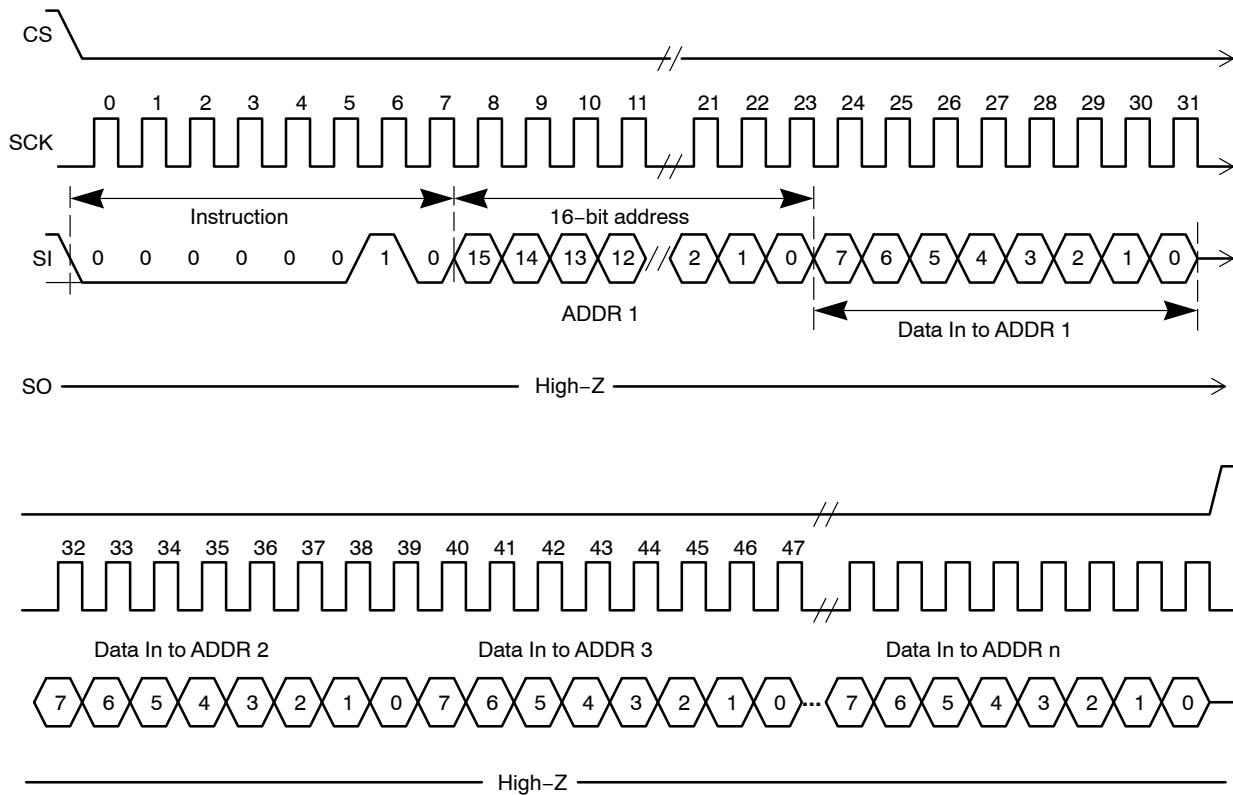 CS
0 1 2 3 4 5 6 7 8 9 10 11 21 22 23 24 25 26 27 28 29 30 31
SCK
Instruction 16−bit address
SI 0 0 0 0 0 0 1 0 15 14 13 12 2 1 0 7 6 5 4 3 2 1 0
ADDR 1
Data In to ADDR 1
SO High−Z
32 33 34 35 36 37 38 39 40 41 42 43 44 45 46 47
Data In to ADDR 2 Data In to ADDR 3 Data In to ADDR n
7 6 5 4 3 2 1 0 7 6 5 4 3 2 1 0 ... 7 6 5 4 3 2 1 0
High−Z